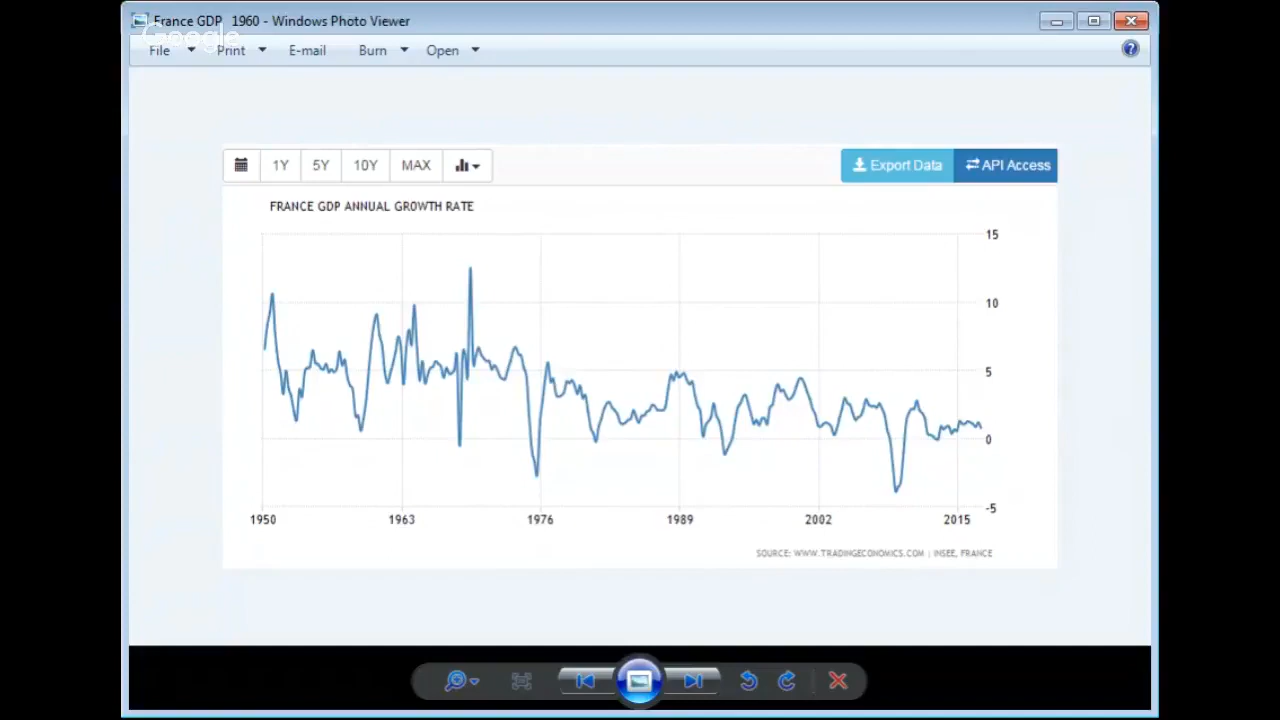 France GDP_1960 - Windows Photo Viewer
Google
File Print E-mail Burn Open
1Y 5Y 10Y MAX Export Data API Access
FRANCE GDP ANNUAL GROWTH RATE
15
10
5
0
-5
1950 1963 1976 1989 2002 2015
SOURCE: WWW.TRADINGECONOMICS.COM | INSEE, FRANCE